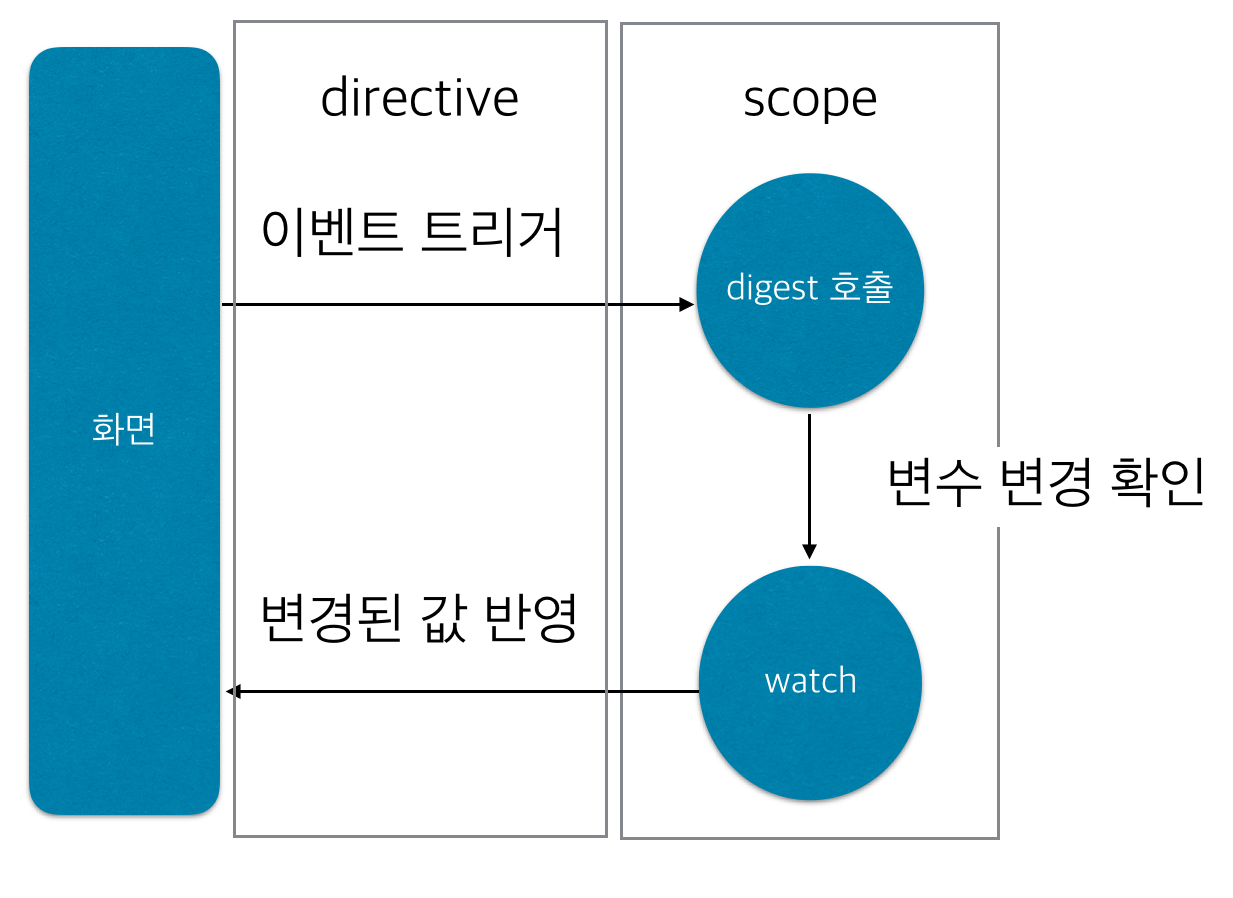 directive
scope
이벤트 트리거
digest 호출
화면
변수 변경 확인
변경된 값 반영
watch